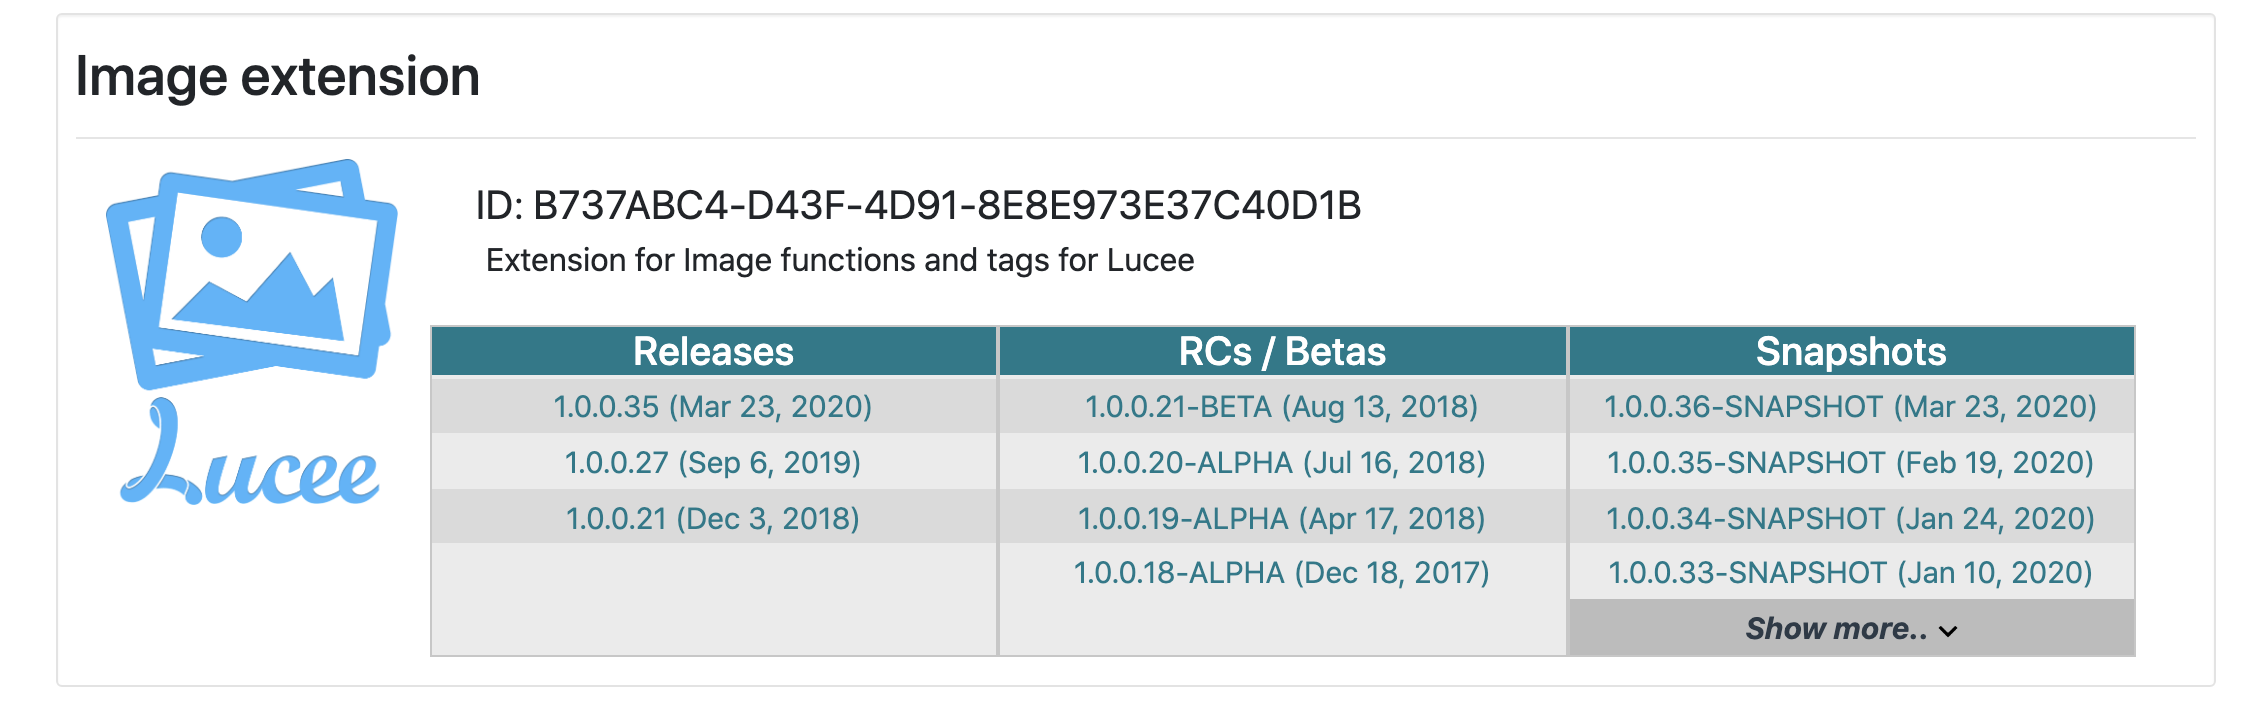 Image extension
ID: B737ABC4-D43F-4D91-8E8E973E37C40D1B
Extension for Image functions and tags for Lucee
Lucee
Releases RCs / Betas Snapshots
1.0.0.35 (Mar 23, 2020) 1.0.0.21-BETA (Aug 13, 2018) 1.0.0.36-SNAPSHOT (Mar 23, 2020)
1.0.0.27 (Sep 6, 2019) 1.0.0.20-ALPHA (Jul 16, 2018) 1.0.0.35-SNAPSHOT (Feb 19, 2020)
1.0.0.21 (Dec 3, 2018) 1.0.0.19-ALPHA (Apr 17, 2018) 1.0.0.34-SNAPSHOT (Jan 24, 2020)
1.0.0.18-ALPHA (Dec 18, 2017) 1.0.0.33-SNAPSHOT (Jan 10, 2020)
Show more..